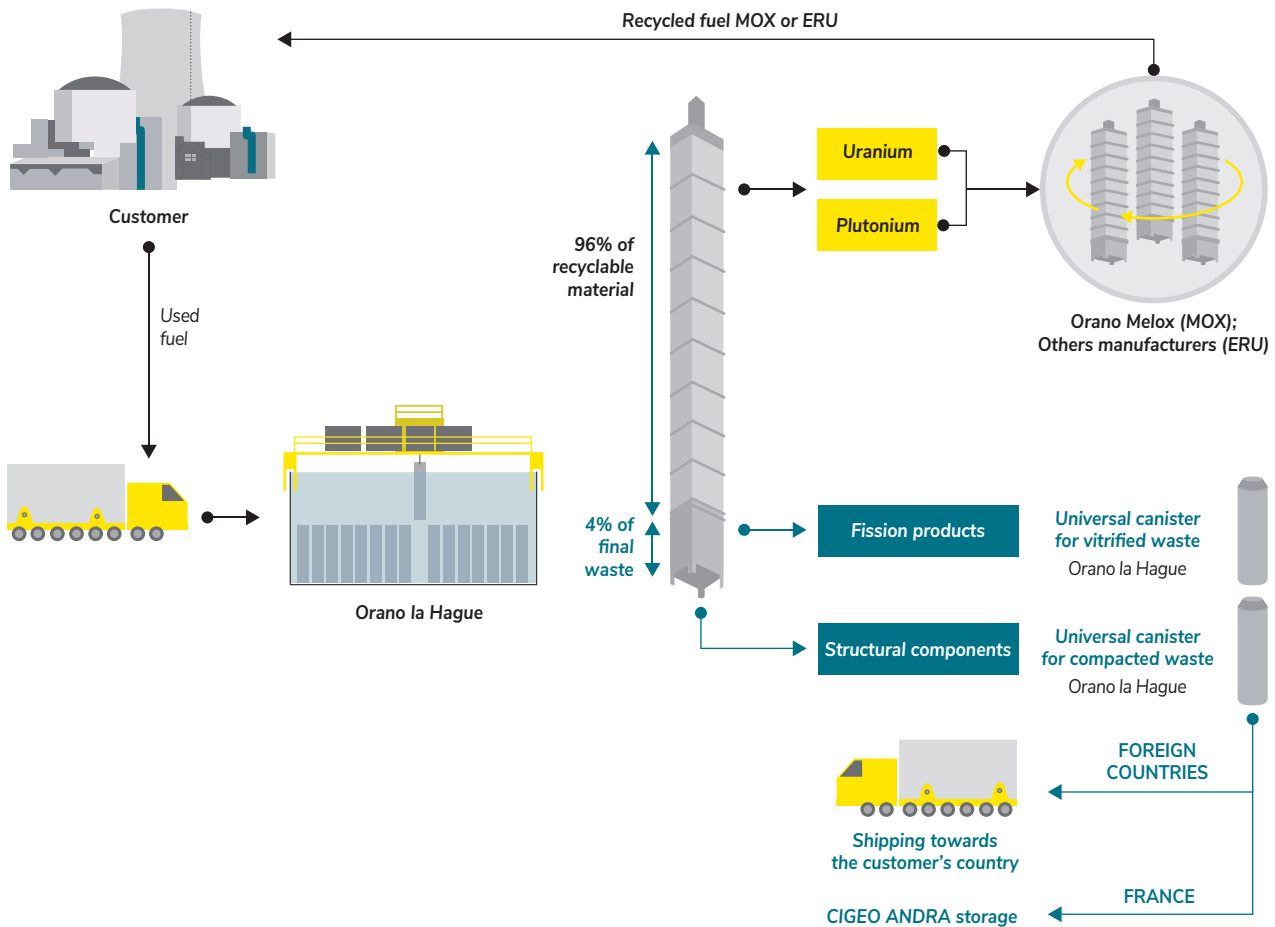 Recycled fuel MOX or ERU
Customer
Used
fuel
Orano la Hague
96% of
recyclable
material
4% of
final
waste
Uranium
Plutonium
Orano Melox (MOX);
Others manufacturers (ERU)
Fission products
Universal canister
for vitrified waste
Orano la Hague
Structural components
Universal canister
for compacted waste
Orano la Hague
FOREIGN
COUNTRIES
Shipping towards
the customer's country
FRANCE
CIGEO ANDRA storage